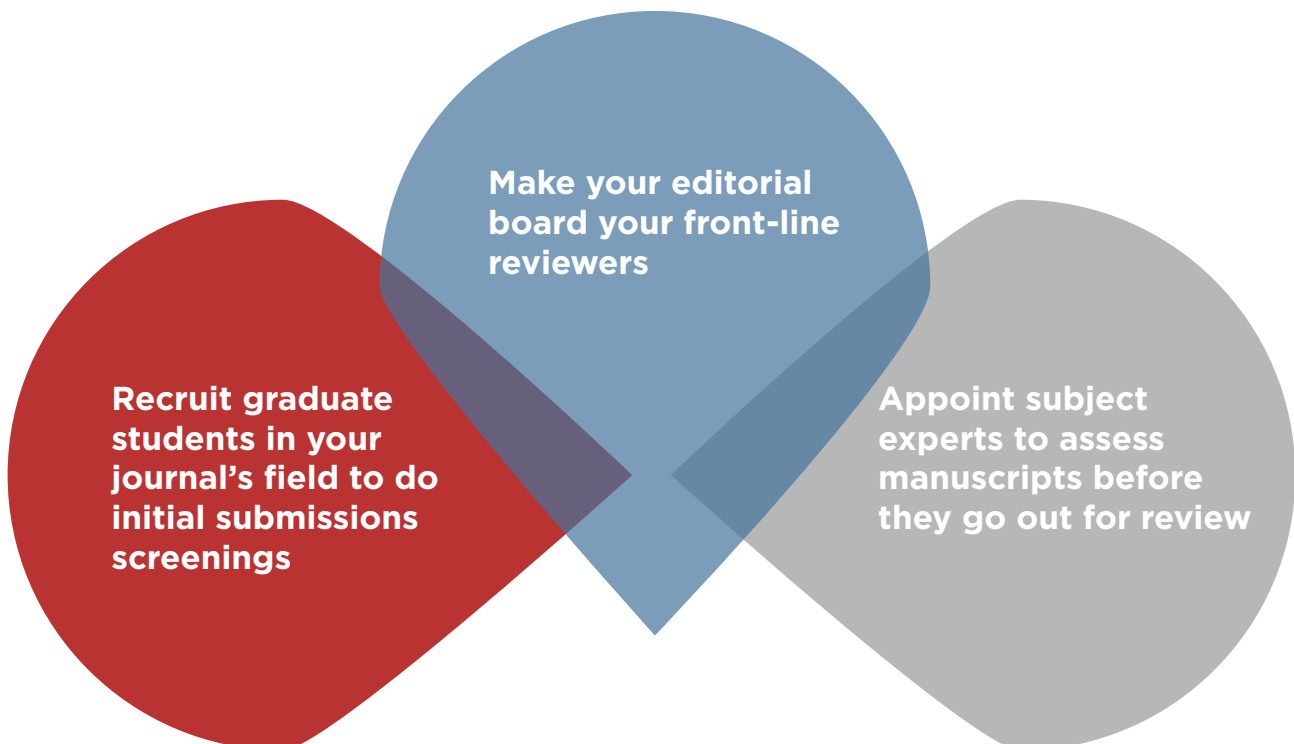 Make your editorial
board your front-line
reviewers
Recruit graduate
students in your
journal’s field to do
initial submissions
screenings
Appoint subject
experts to assess
manuscripts before
they go out for review